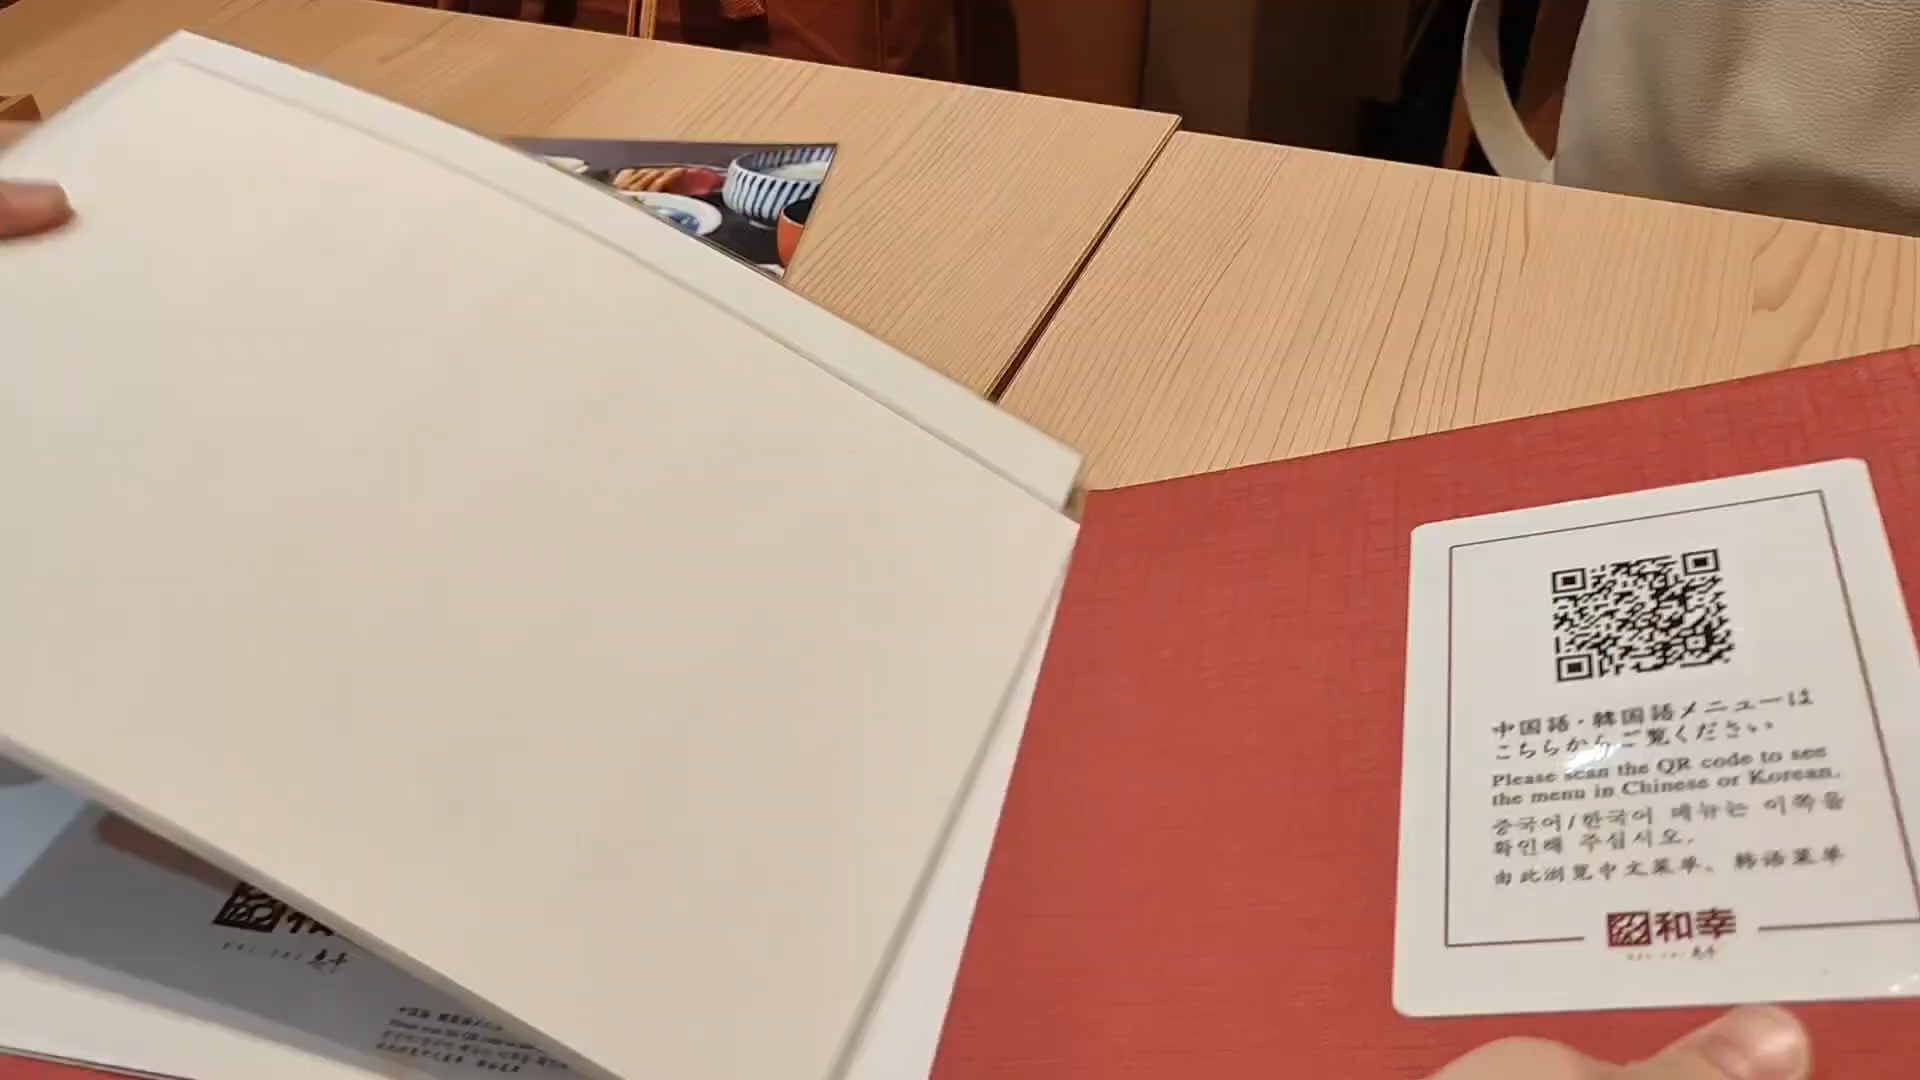 中国語・韓国語メニューは
こちらからご覧ください
Please scan the QR code to see
the menu in Chinese or Korean.
중국어/한국어 메뉴는 이쪽을
확인해 주십시오.
由此浏览中文菜单、韩语菜单
和幸